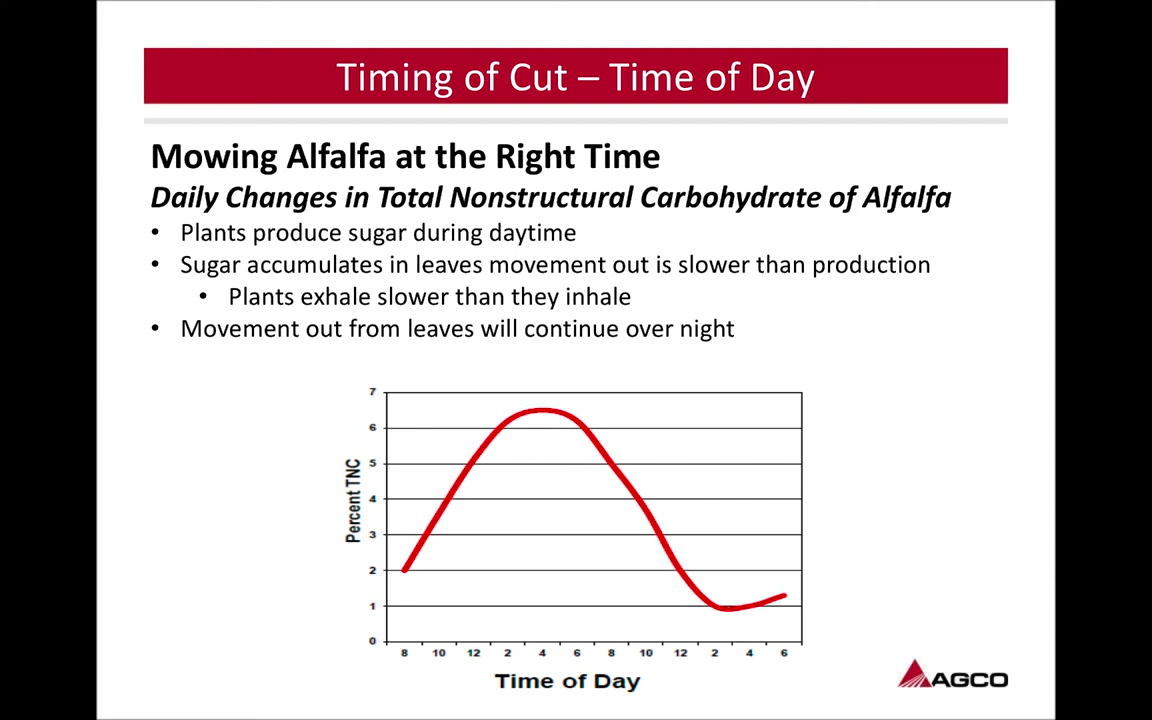 Timing of Cut – Time of Day
Mowing Alfalfa at the Right Time
Daily Changes in Total Nonstructural Carbohydrate of Alfalfa
• Plants produce sugar during daytime
• Sugar accumulates in leaves movement out is slower than production
• Plants exhale slower than they inhale
• Movement out from leaves will continue over night
7
6
5
4
3
2
1
0
Percent TNC
8 10 12 2 4 6 8 10 12 2 4 6
Time of Day
AGCO